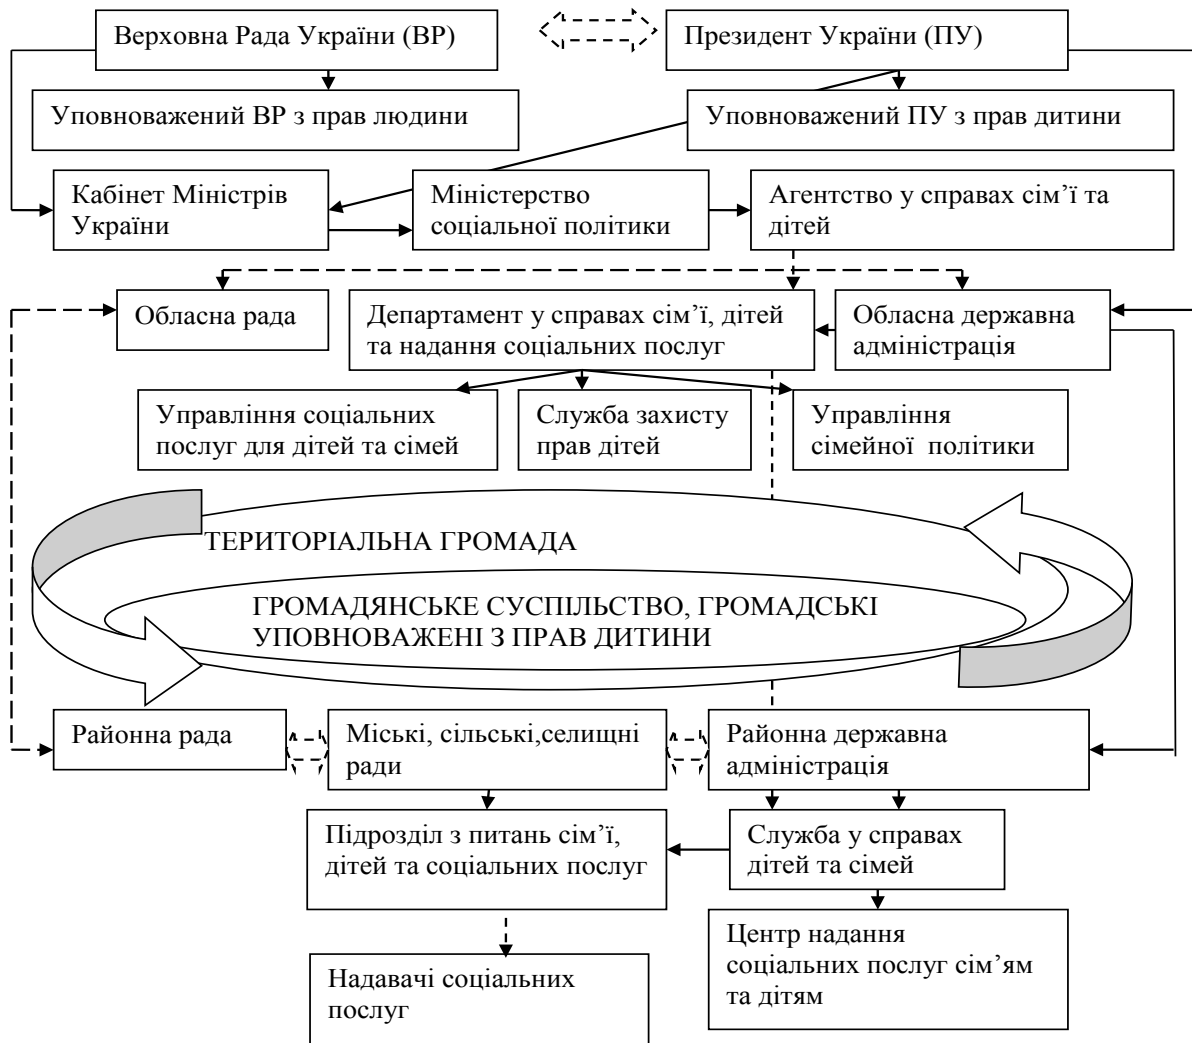 Верховна Рада України (ВР)
Президент України (ПУ)
Уповноважений ВР з прав людини
Уповноважений ПУ з прав дитини
Кабінет Міністрів
України
Міністерство
соціальної політики
Агентство у справах сім’ї та
дітей
Обласна рада
Департамент у справах сім’ї, дітей
та надання соціальних послуг
Обласна державна
адміністрація
Управління соціальних
послуг для дітей та сімей
Служба захисту
прав дітей
Управління
сімейної  політики
ТЕРИТОРІАЛЬНА ГРОМАДА
ГРОМАДЯНСЬКЕ СУСПІЛЬСТВО, ГРОМАДСЬКІ
УПОВНОВАЖЕНІ З ПРАВ ДИТИНИ
Районна рада
Міські, сільські,селищні
ради
Районна державна
адміністрація
Підрозділ з питань сім’ї,
дітей та соціальних послуг
Служба у справах
дітей та сімей
Надавачі соціальних
послуг
Центр надання
соціальних послуг сім’ям
та дітям